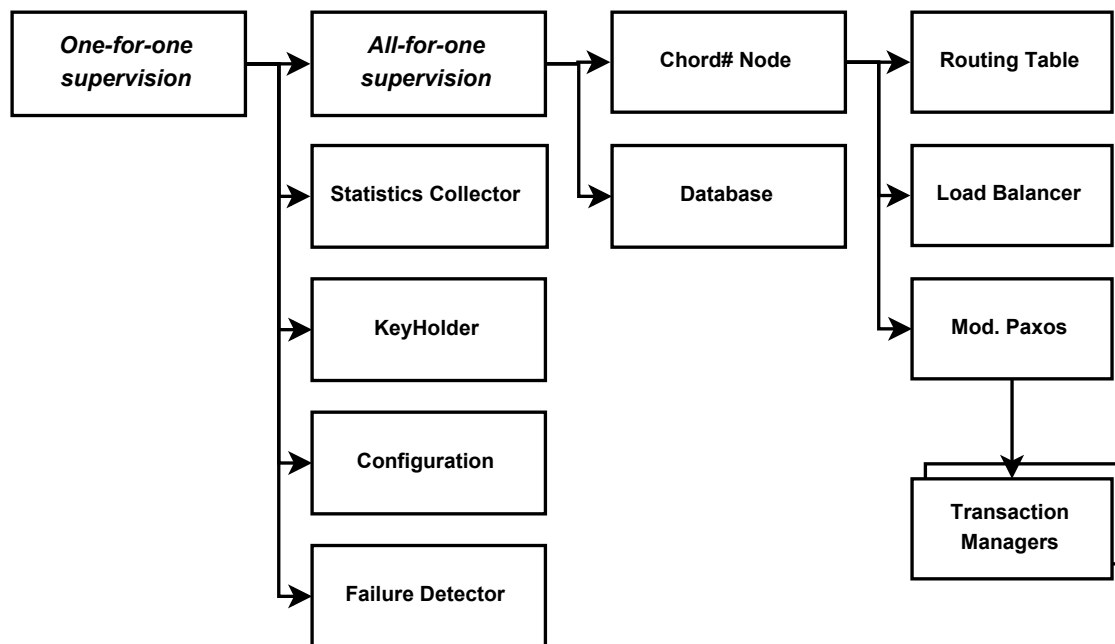 One-for-one
supervision
All-for-one
supervision
Chord# Node
Routing Table
Statistics Collector
Database
Load Balancer
KeyHolder
Mod. Paxos
Configuration
Transaction
Managers
Failure Detector